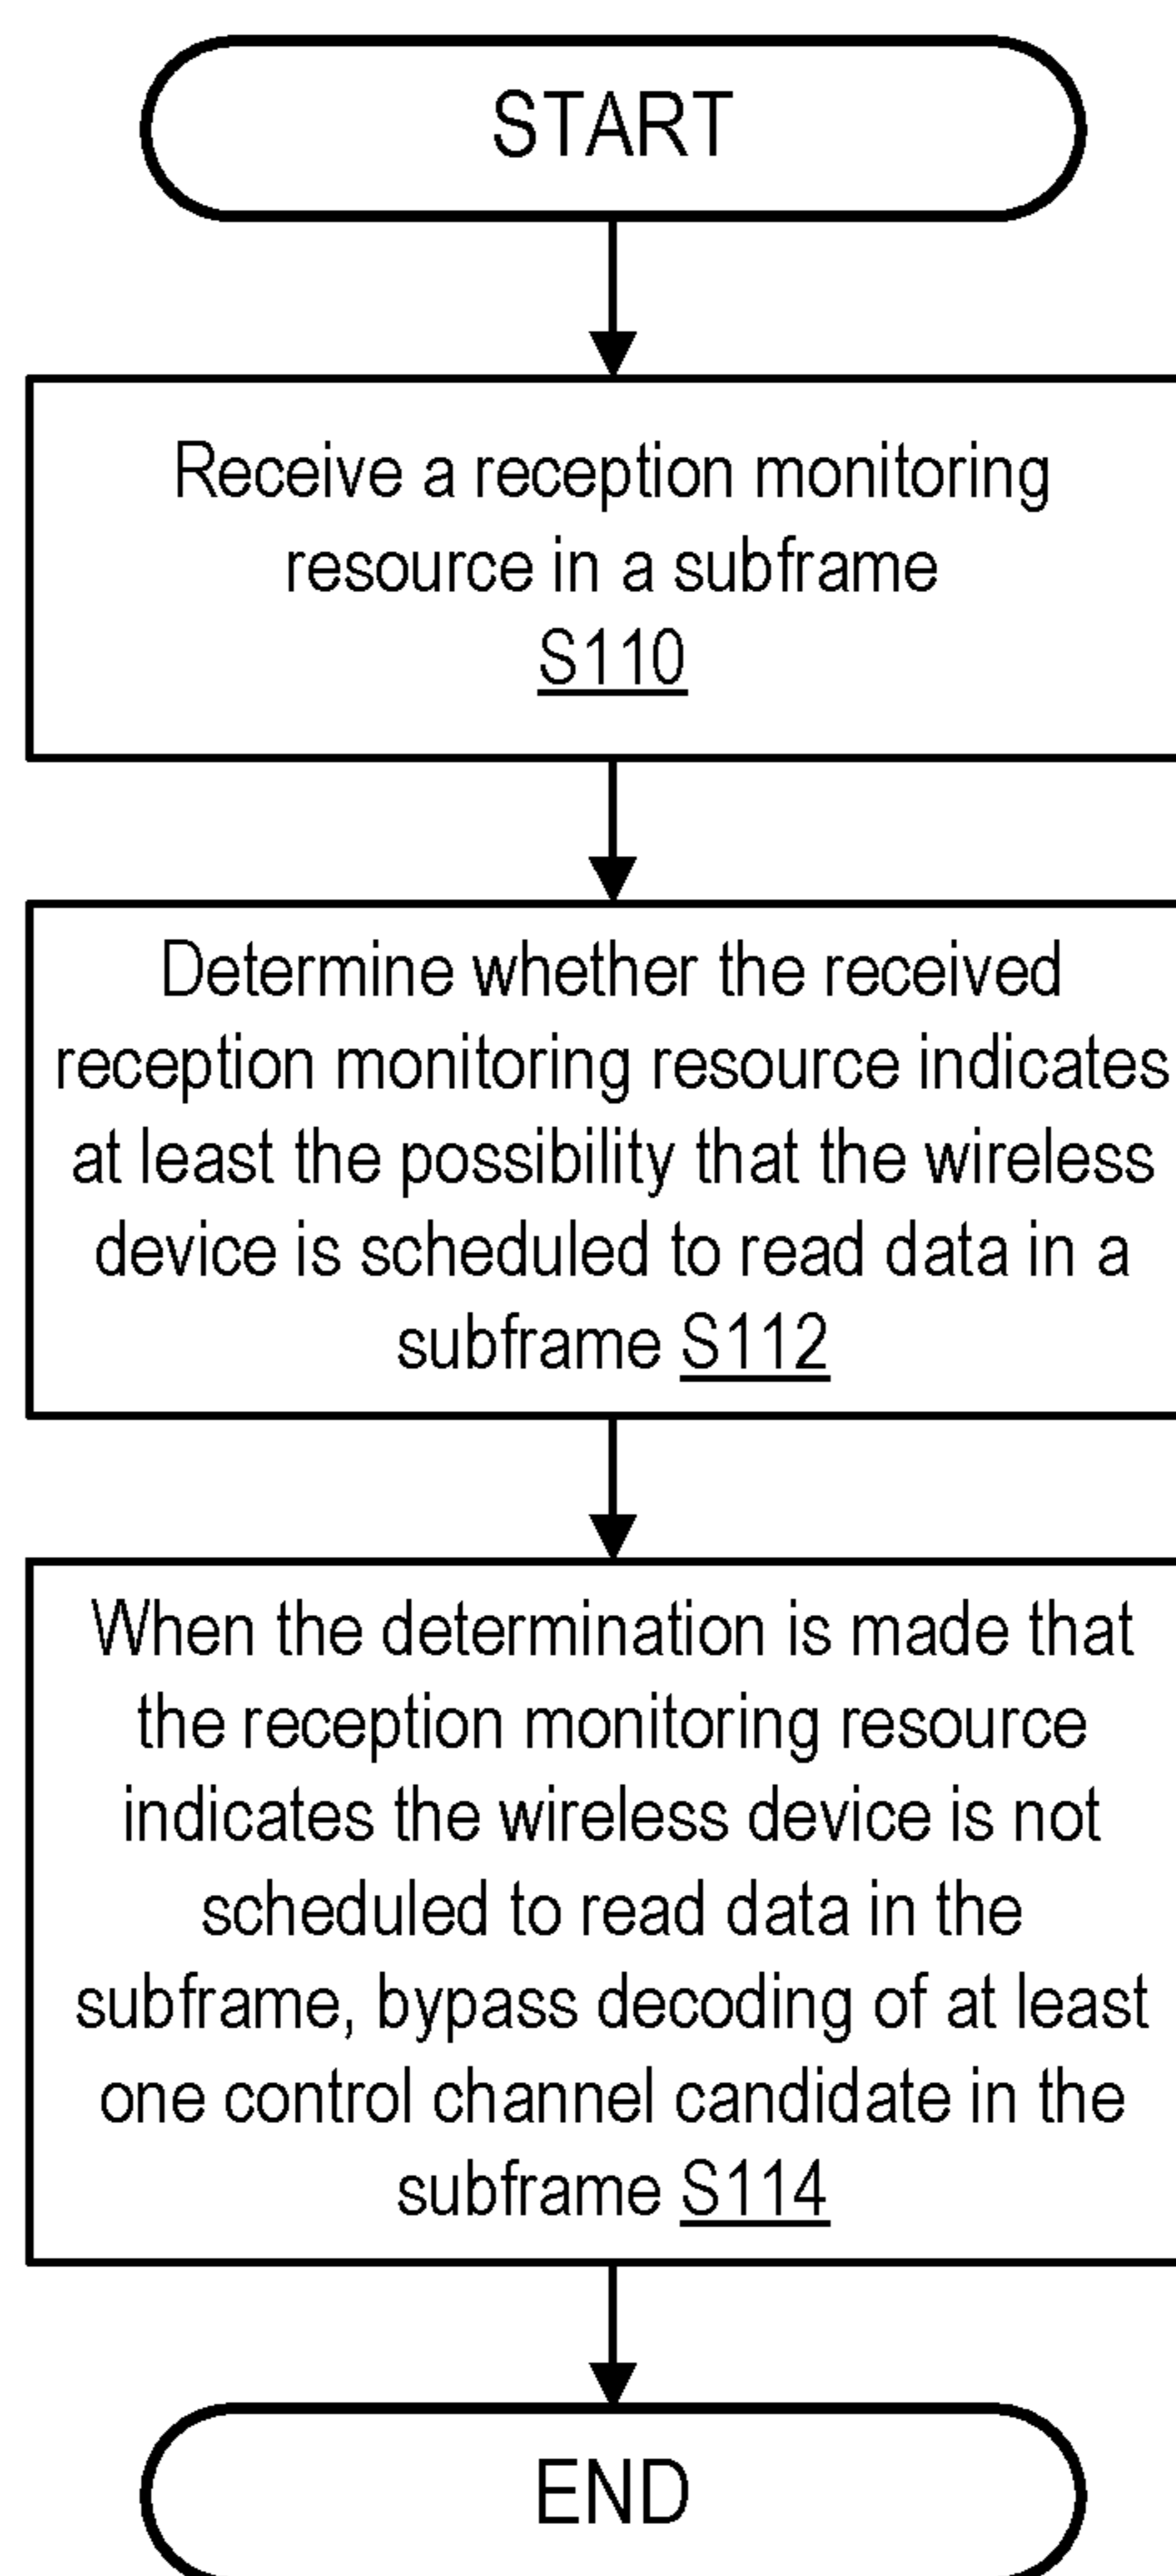 START
Receive a reception monitoring
resource in a subframe
S110
Determine whether the received
reception monitoring resource indicates
at least the possibility that the wireless
device is scheduled to read data in a
subframe S112
When the determination is made that
the reception monitoring resource
indicates the wireless device is not
scheduled to read data in the
subframe, bypass decoding of at least
one control channel candidate in the
subframe S114
END